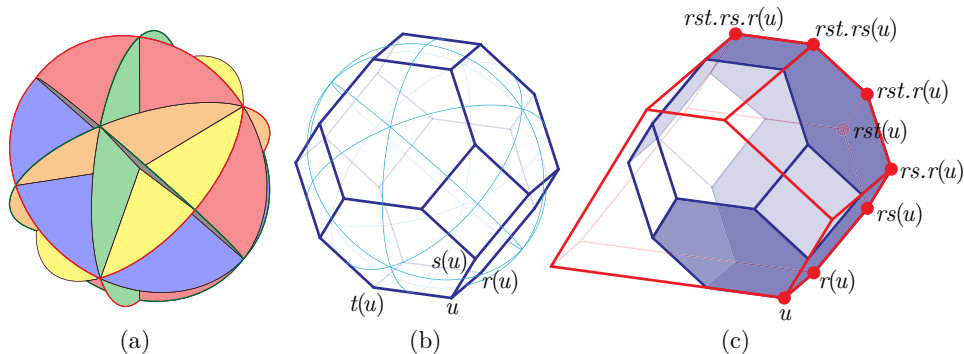 rst.rs.r(u)
rst.rs(u)
rst.r(u)
rst(u)
rs.r(u)
rs(u)
s(u)
r(u)
t(u)
u
r(u)
u
(a)
(b)
(c)